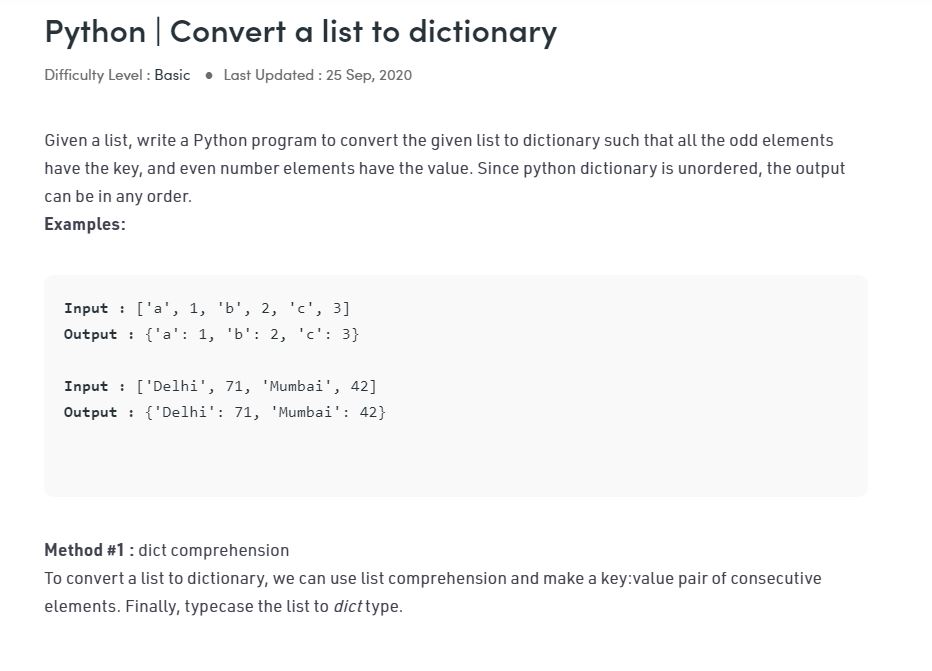 Python | Convert a list to dictionary
Difficulty Level : Basic ● Last Updated : 25 Sep, 2020
Given a list, write a Python program to convert the given list to dictionary such that all the odd elements
have the key, and even number elements have the value. Since python dictionary is unordered, the output
can be in any order.
Examples:
Input : ['a', 1, 'b', 2, 'c', 3]
Output : {'a': 1, 'b': 2, 'c': 3}
Input : ['Delhi', 71, 'Mumbai', 42]
Output : {'Delhi': 71, 'Mumbai': 42}
Method #1 : dict comprehension
To convert a list to dictionary, we can use list comprehension and make a key:value pair of consecutive
elements. Finally, typecase the list to dict type.